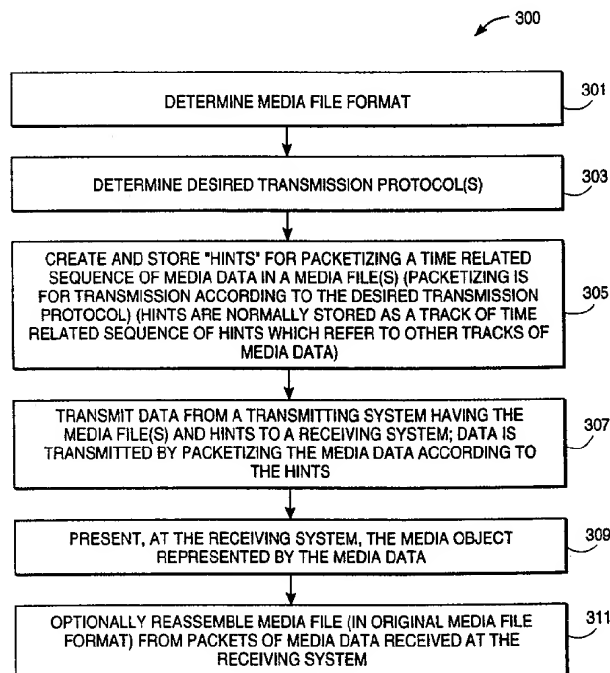 300
DETERMINE MEDIA FILE FORMAT
301
DETERMINE DESIRED TRANSMISSION PROTOCOL(S)
303
CREATE AND STORE "HINTS" FOR PACKETIZING A TIME RELATED
SEQUENCE OF MEDIA DATA IN A MEDIA FILE(S) (PACKETIZING IS
FOR TRANSMISSION ACCORDING TO THE DESIRED TRANSMISSION
PROTOCOL) (HINTS ARE NORMALLY STORED AS A TRACK OF TIME
RELATED SEQUENCE OF HINTS WHICH REFER TO OTHER TRACKS OF
MEDIA DATA)
305
TRANSMIT DATA FROM A TRANSMITTING SYSTEM HAVING THE
MEDIA FILE(S) AND HINTS TO A RECEIVING SYSTEM; DATA IS
TRANSMITTED BY PACKETIZING THE MEDIA DATA ACCORDING TO
THE HINTS
307
PRESENT, AT THE RECEIVING SYSTEM, THE MEDIA OBJECT
REPRESENTED BY THE MEDIA DATA
309
OPTIONALLY REASSEMBLE MEDIA FILE (IN ORIGINAL MEDIA FILE
FORMAT) FROM PACKETS OF MEDIA DATA RECEIVED AT THE
RECEIVING SYSTEM
311